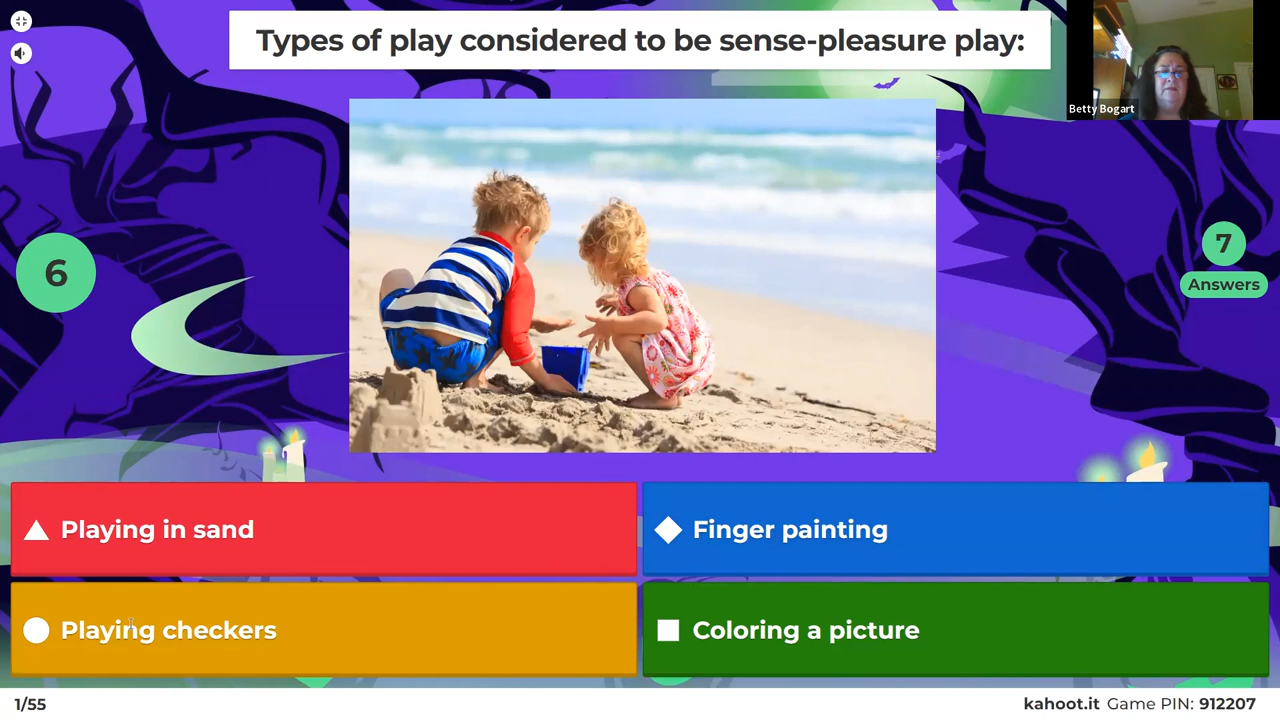 Types of play considered to be sense-pleasure play:
Betty Bogart
6
7
Answers
Playing in sand
Finger painting
Playing checkers
Coloring a picture
1/55
kahoot.it Game PIN: 912207